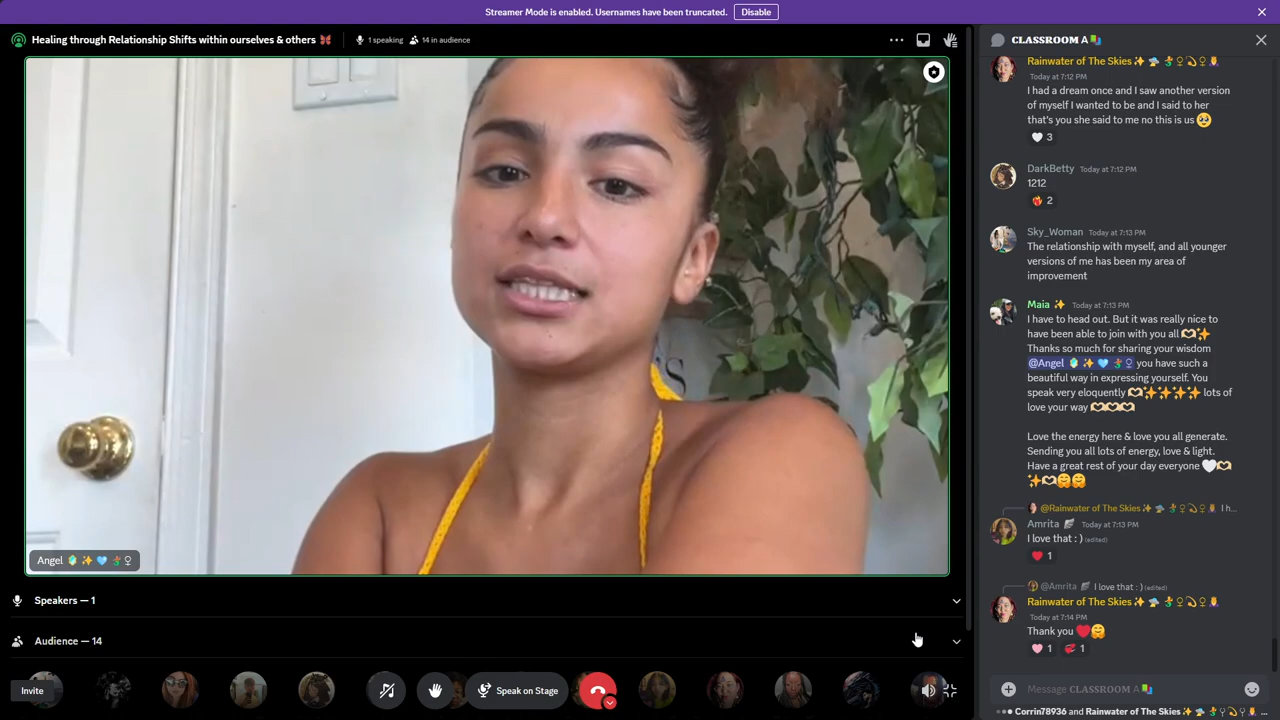 Streamer Mode is enabled. Usernames have been truncated. Disable
Healing through Relationship Shifts within ourselves & others 1 speaking 14 in audience
Angel
Speakers — 1
Audience — 14
Invite
Speak on Stage
CLASSROOM A
Rainwater of The Skies
Today at 7:12 PM
I had a dream once and I saw another version
of myself I wanted to be and I said to her
that's you she said to me no this is us 🥹
🤍 3
DarkBetty Today at 7:12 PM
1212
❤️‍🔥 2
Sky_Woman Today at 7:13 PM
The relationship with myself, and all younger
versions of me has been my area of
improvement
Maia ✨ Today at 7:13 PM
I have to head out. But it was really nice to
have been able to join with you all 🫶✨
Thanks so much for sharing your wisdom
@Angel you have such a
beautiful way in expressing yourself. You
speak very eloquently 🫶✨✨✨✨ lots of
love your way 🫶🫶🫶
Love the energy here & love you all generate.
Sending you all lots of energy, love & light.
Have a great rest of your day everyone 🤍🫶
✨🫶🤗🤗
@Rainwater of The Skies I h...
Amrita Today at 7:13 PM
I love that : ) (edited)
❤️ 1
@Amrita I love that : ) (edited)
Rainwater of The Skies
Today at 7:14 PM
Thank you ❤️🤗
1 1
Message CLASSROOM A
Corrin78936 and Rainwater of The Skies ...